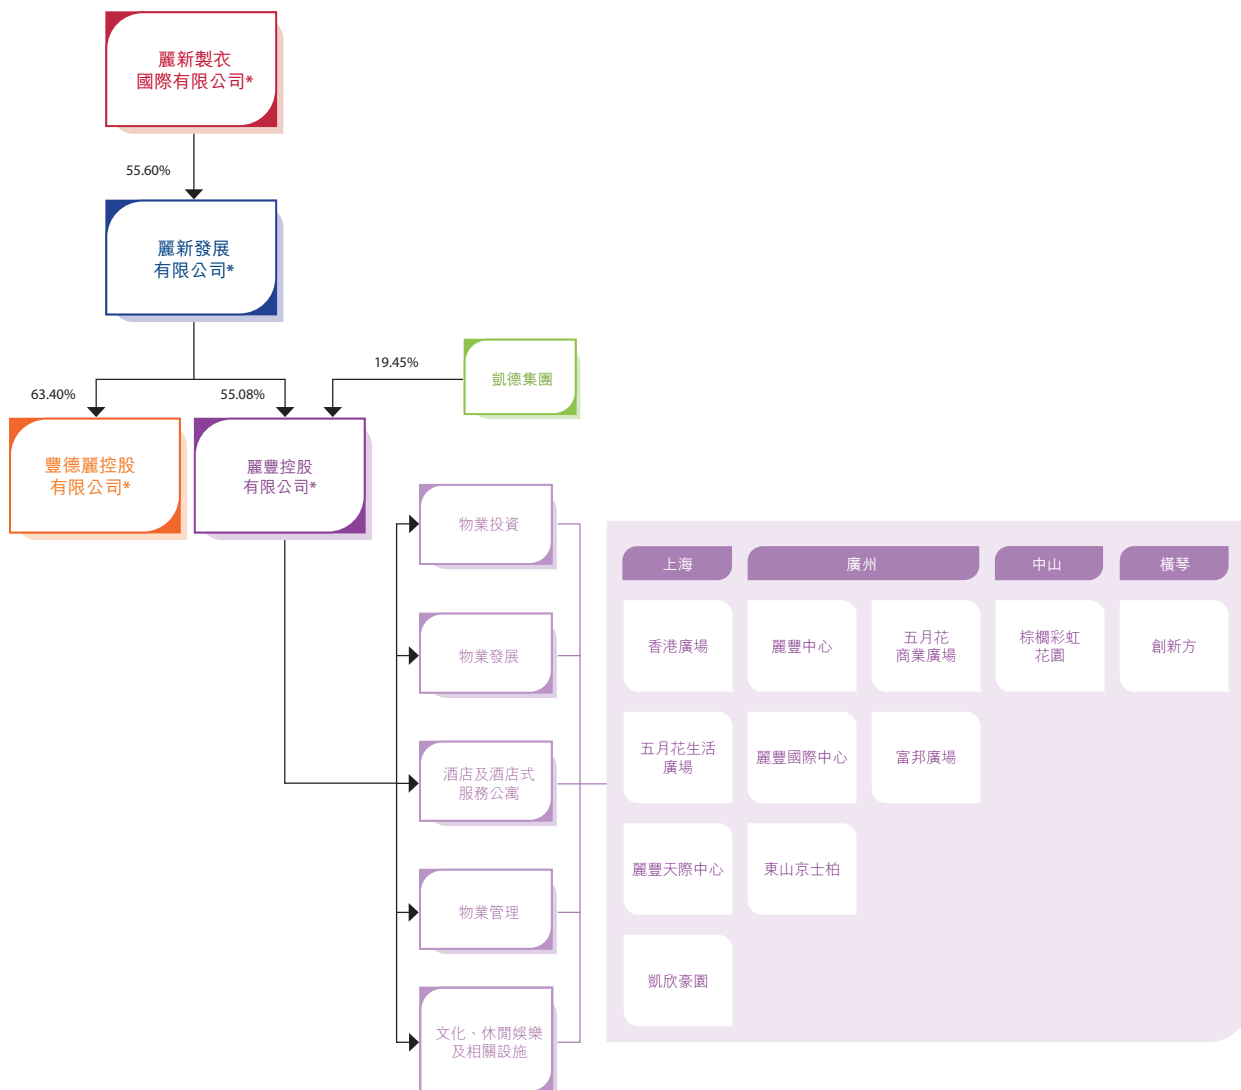 麗新製衣
國際有限公司*
55.60%
麗新發展
有限公司*
19.45%
凱德集團
63.40%
55.08%
豐德麗控股
有限公司*
麗豐控股
有限公司*
物業投資
物業發展
酒店及酒店式
服務公寓
物業管理
文化、休閒娛樂
及相關設施
上海
廣州
中山
橫琴
香港廣場
麗豐中心
五月花
商業廣場
棕櫚彩虹
花園
創新方
五月花生活
廣場
麗豐國際中心
富邦廣場
麗豐天際中心
東山京士柏
凱欣豪園